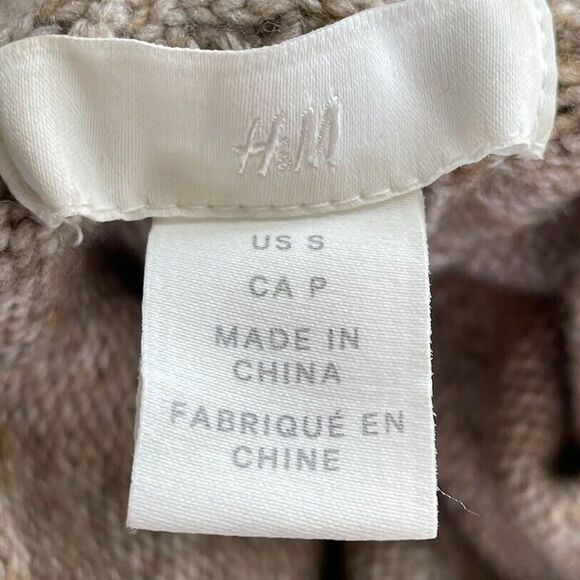 H&M
US S
CA P
MADE IN
CHINA
FABRIQUÉ EN
CHINE